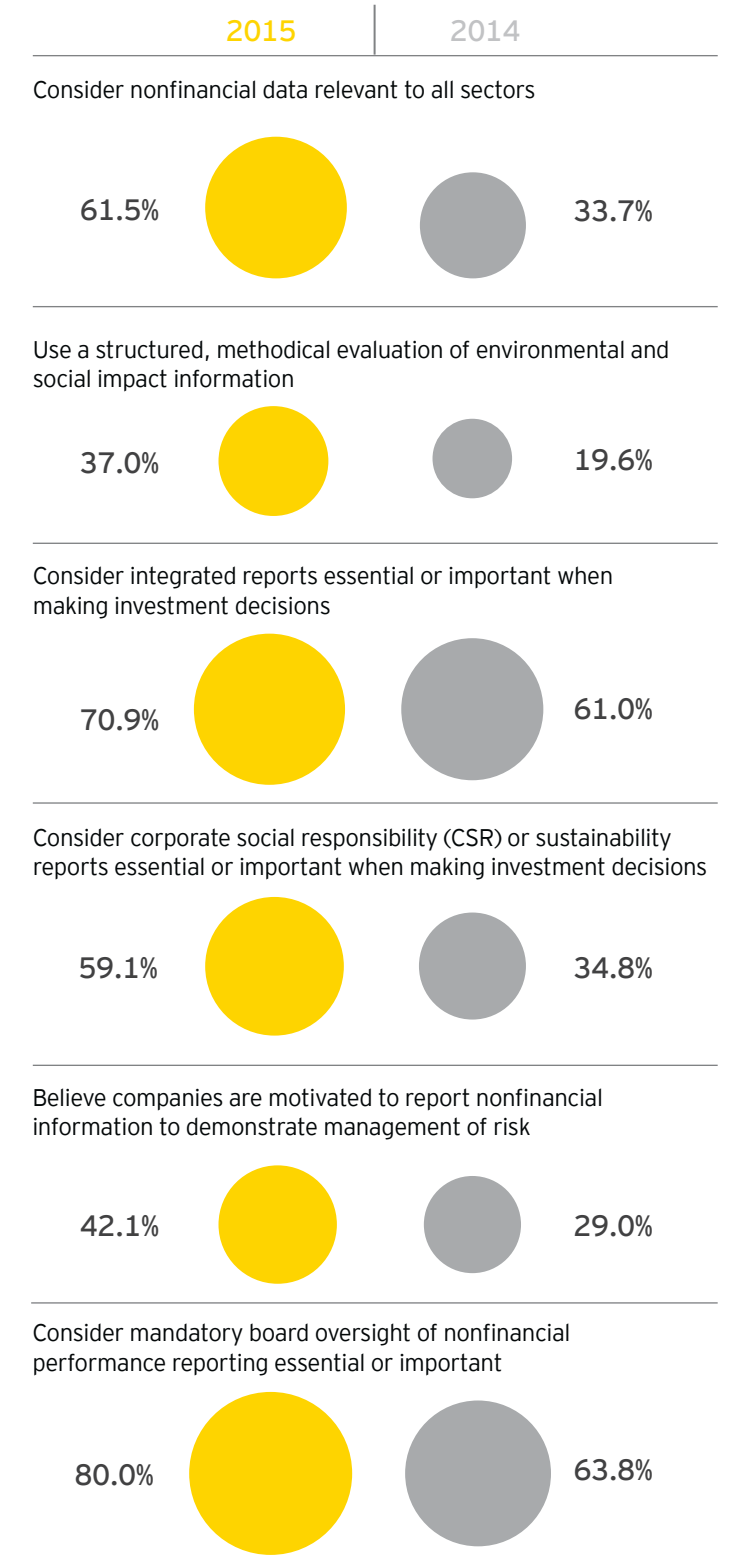 2015 2014
Consider nonfinancial data relevant to all sectors
61.5% 33.7%
Use a structured, methodical evaluation of environmental and
social impact information
37.0% 19.6%
Consider integrated reports essential or important when
making investment decisions
70.9% 61.0%
Consider corporate social responsibility (CSR) or sustainability
reports essential or important when making investment decisions
59.1% 34.8%
Believe companies are motivated to report nonfinancial
information to demonstrate management of risk
42.1% 29.0%
Consider mandatory board oversight of nonfinancial
performance reporting essential or important
80.0% 63.8%